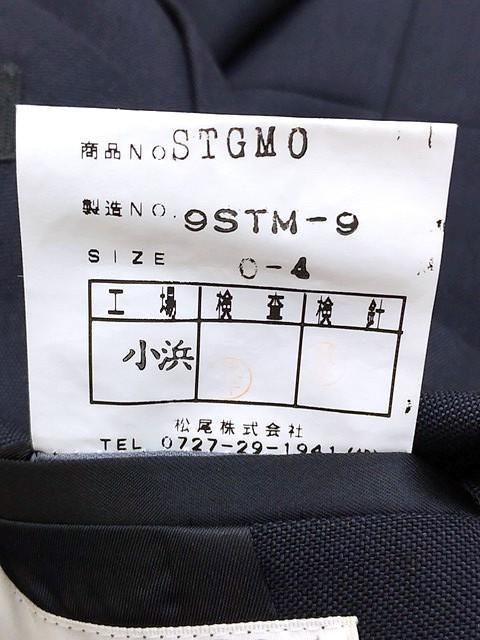 商品NO STGMO
製造NO. 9STM-9
SIZE 0-4
工場 検査 検針
小浜
松尾株式会社
TEL 0727-29-1941